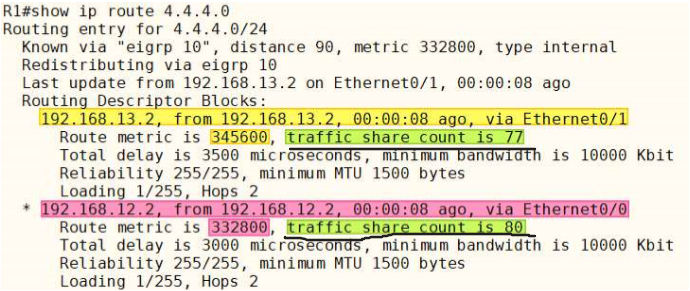 R1#show ip route 4.4.4.0
Routing entry for 4.4.4.0/24
Known via "eigrp 10", distance 90, metric 332800, type internal
Redistributing via eigrp 10
Last update from 192.168.13.2 on Ethernet0/1, 00:00:08 ago
Routing Descriptor Blocks:
192.168.13.2, from 192.168.13.2, 00:00:08 ago, via Ethernet0/1
Route metric is 345600, traffic share count is 77
Total delay is 3500 microseconds, minimum bandwidth is 10000 Kbit
Reliability 255/255, minimum MTU 1500 bytes
Loading 1/255, Hops 2
* 192.168.12.2, from 192.168.12.2, 00:00:08 ago, via Ethernet0/0
Route metric is 332800, traffic share count is 80
Total delay is 3000 microseconds, minimum bandwidth is 10000 Kbit
Reliability 255/255, minimum MTU 1500 bytes
Loading 1/255, Hops 2